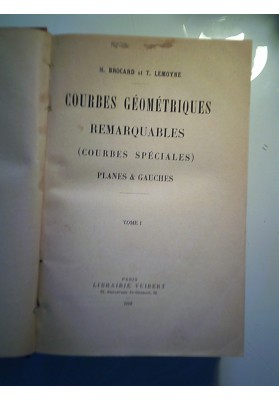 H. BROCARD et T. LEMOYNE
COURBES GÉOMÉTRIQUES
REMARQUABLES
(COURBES SPÉCIALES)
PLANES & GAUCHES
TOME I
PARIS
LIBRAIRIE VUIBERT